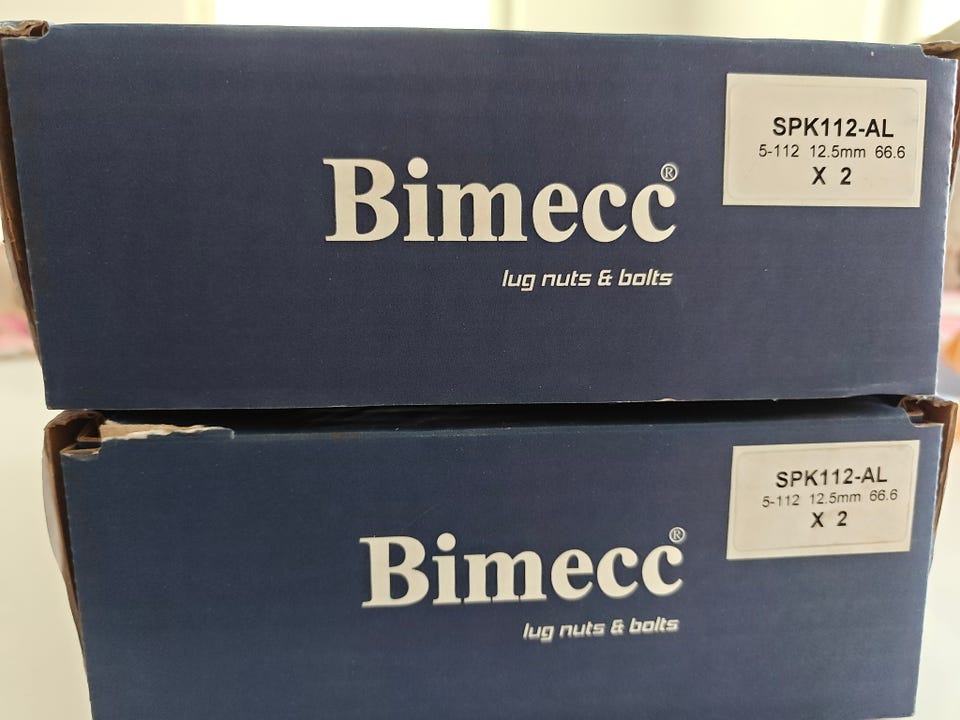 SPK112-AL
5-112 12.5mm 66.6
X 2
Bimecc®
lug nuts & bolts
SPK112-AL
5-112 12.5mm 66.6
X 2
Bimecc®
lug nuts & bolts